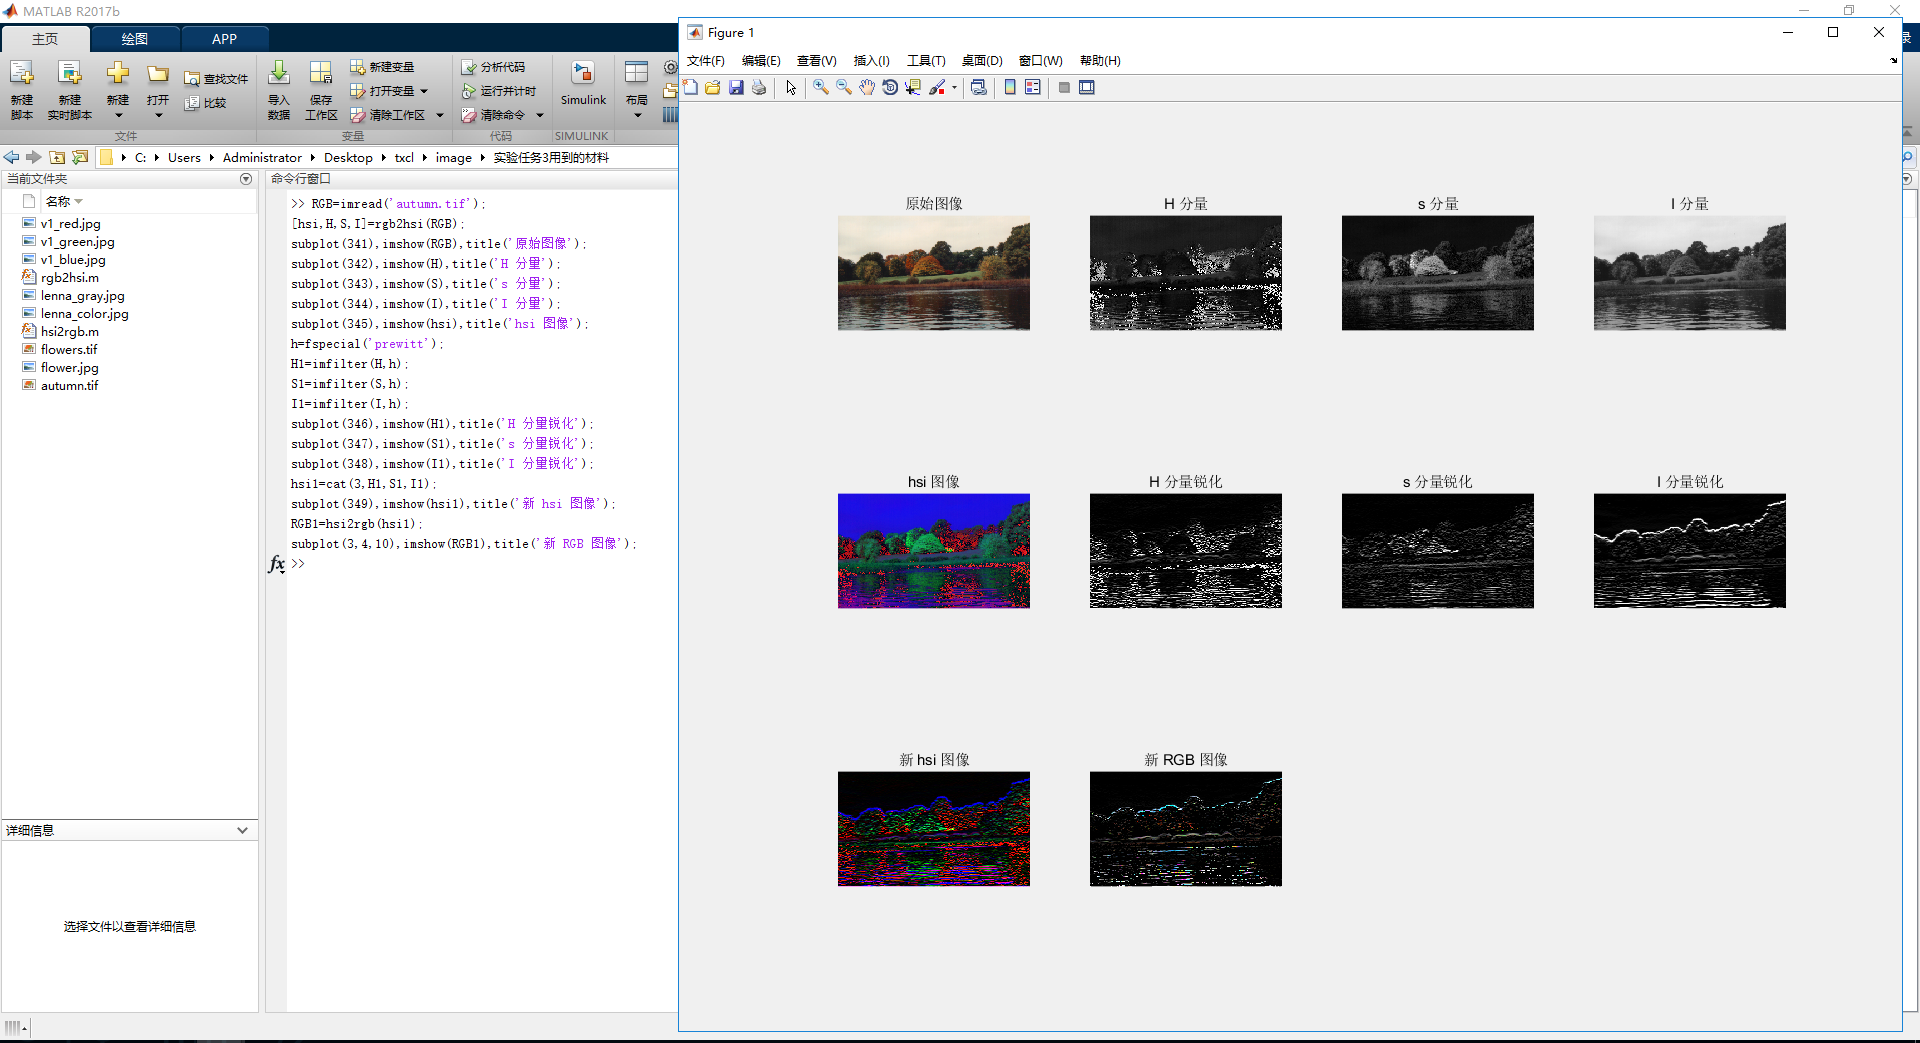 MATLAB R2017b
主页 绘图 APP
新建脚本
新建实时脚本
新建
打开
查找文件
比较
文件
导入数据
保存工作区
新建变量
打开变量
清除工作区
变量
分析代码
运行并计时
清除命令
代码
Simulink
SIMULINK
布局
C: Users Administrator Desktop txcl image 实验任务3用到的材料
当前文件夹
名称
v1_red.jpg
v1_green.jpg
v1_blue.jpg
rgb2hsi.m
lenna_gray.jpg
lenna_color.jpg
hsi2rgb.m
flowers.tif
flower.jpg
autumn.tif
详细信息
选择文件以查看详细信息
命令行窗口
>> RGB=imread('autumn.tif');
[hsi,H,S,I]=rgb2hsi(RGB);
subplot(341),imshow(RGB),title('原始图像');
subplot(342),imshow(H),title('H 分量');
subplot(343),imshow(S),title('s 分量');
subplot(344),imshow(I),title('I 分量');
subplot(345),imshow(hsi),title('hsi 图像');
h=fspecial('prewitt');
H1=imfilter(H,h);
S1=imfilter(S,h);
I1=imfilter(I,h);
subplot(346),imshow(H1),title('H 分量锐化');
subplot(347),imshow(S1),title('s 分量锐化');
subplot(348),imshow(I1),title('I 分量锐化');
hsi1=cat(3,H1,S1,I1);
subplot(349),imshow(hsi1),title('新 hsi 图像');
RGB1=hsi2rgb(hsi1);
subplot(3,4,10),imshow(RGB1),title('新 RGB 图像');
fx >>
Figure 1
文件(F) 编辑(E) 查看(V) 插入(I) 工具(T) 桌面(D) 窗口(W) 帮助(H)
原始图像 H 分量 s 分量 I 分量
hsi 图像 H 分量锐化 s 分量锐化 I 分量锐化
新 hsi 图像 新 RGB 图像
录